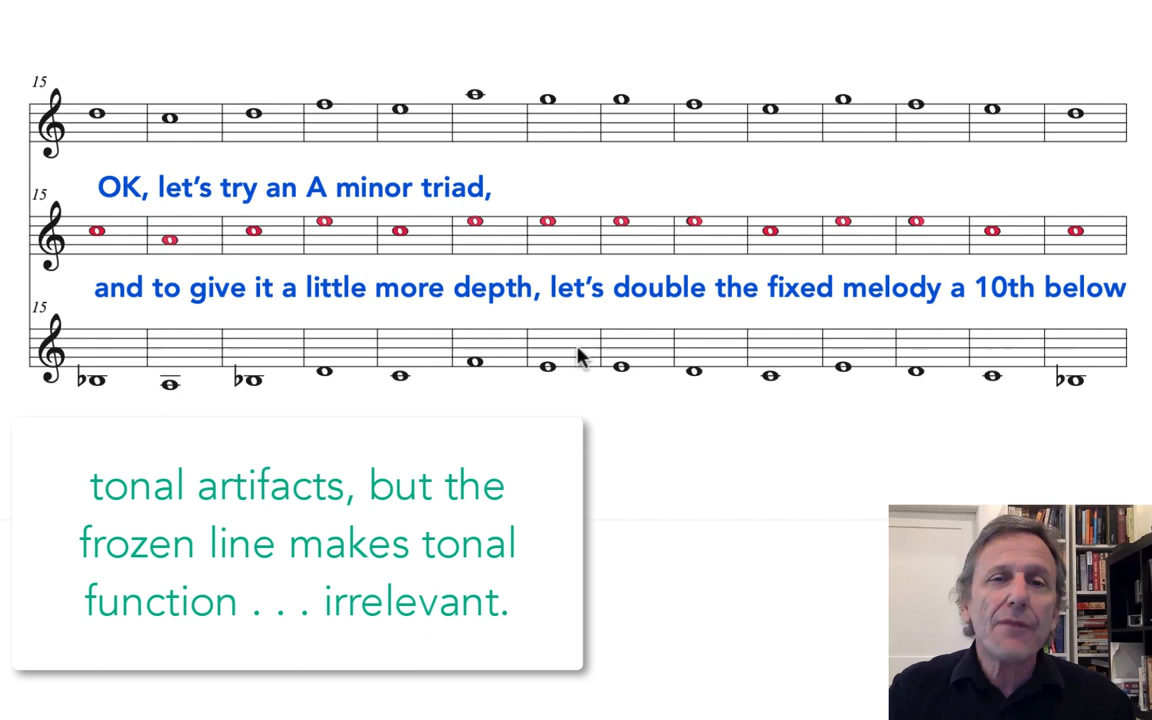 15
OK, let's try an A minor triad,
15
and to give it a little more depth, let's double the fixed melody a 10th below
15
tonal artifacts, but the
frozen line makes tonal
function . . . irrelevant.